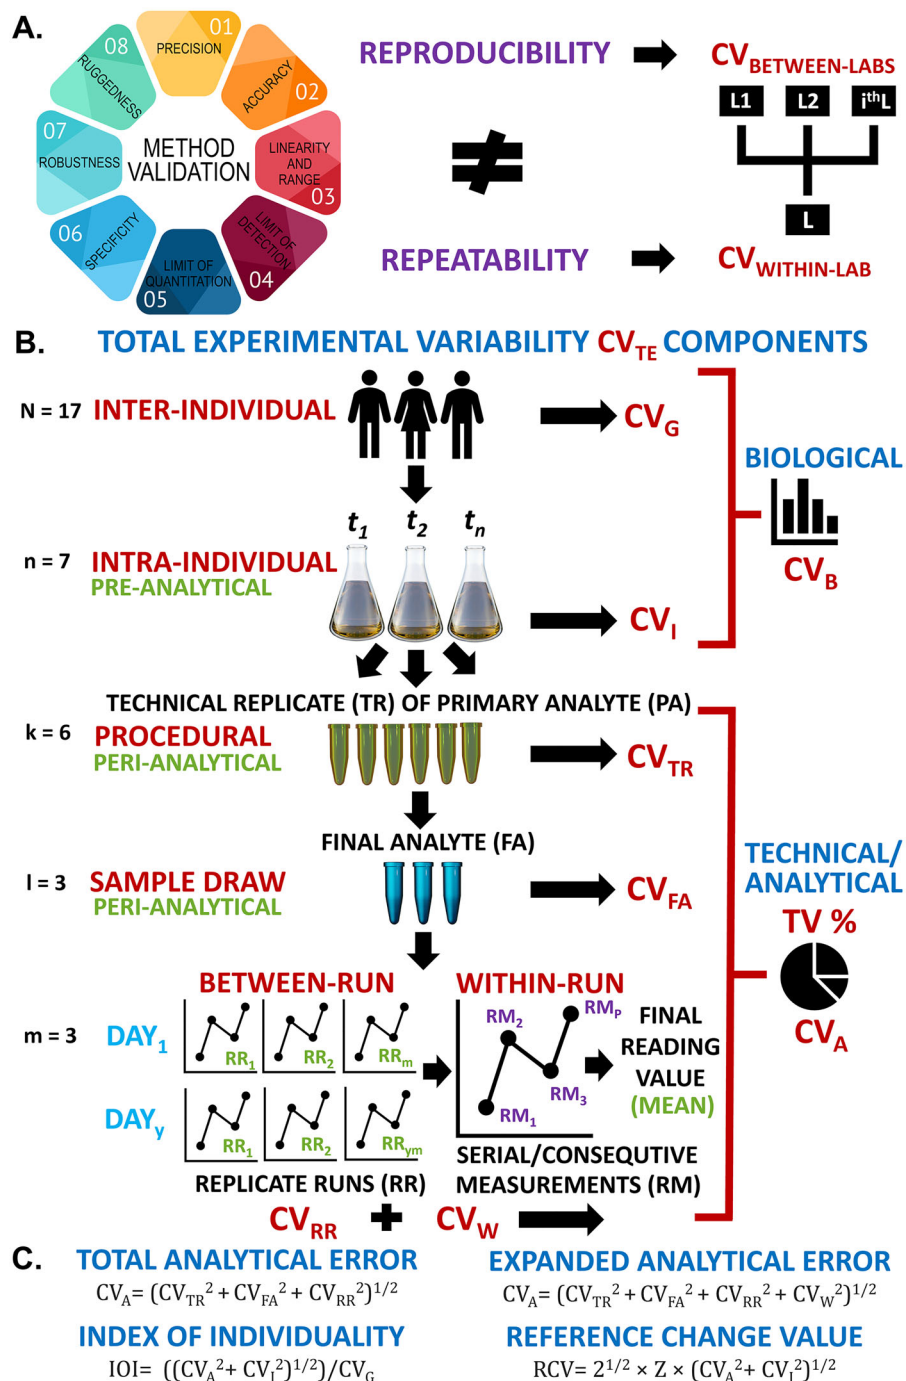 A.
01
PRECISION
02
ACCURACY
03
LINEARITY
AND
RANGE
04
LIMIT OF
DETECTION
05
LIMIT OF
QUANTITATION
06
SPECIFICITY
07
ROBUSTNESS
08
RUGGEDNESS
METHOD
VALIDATION
REPRODUCIBILITY
CV_BETWEEN-LABS
L1 L2 i^thL
≠
L
REPEATABILITY
CV_WITHIN-LAB
B. TOTAL EXPERIMENTAL VARIABILITY CV_TE COMPONENTS
N = 17 INTER-INDIVIDUAL
CV_G
BIOLOGICAL
CV_B
t_1 t_2 t_n
n = 7 INTRA-INDIVIDUAL
PRE-ANALYTICAL
CV_I
TECHNICAL REPLICATE (TR) OF PRIMARY ANALYTE (PA)
k = 6 PROCEDURAL
PERI-ANALYTICAL
CV_TR
FINAL ANALYTE (FA)
l = 3 SAMPLE DRAW
PERI-ANALYTICAL
CV_FA
TECHNICAL/
ANALYTICAL
TV %
CV_A
BETWEEN-RUN WITHIN-RUN
m = 3 DAY_1
RR_1 RR_2 RR_m
DAY_y
RR_1 RR_2 RR_ym
RM_1 RM_2 RM_3 RM_P
FINAL
READING
VALUE
(MEAN)
REPLICATE RUNS (RR)
SERIAL/CONSEQUTIVE
MEASUREMENTS (RM)
CV_RR + CV_W
C. TOTAL ANALYTICAL ERROR
CV_A= (CV_TR^2 + CV_FA^2 + CV_RR^2)^1/2
EXPANDED ANALYTICAL ERROR
CV_A= (CV_TR^2 + CV_FA^2 + CV_RR^2 + CV_W^2)^1/2
INDEX OF INDIVIDUALITY
IOI= ((CV_A^2+ CV_I^2)^1/2)/CV_G
REFERENCE CHANGE VALUE
RCV= 2^1/2 × Z × (CV_A^2+ CV_I^2)^1/2